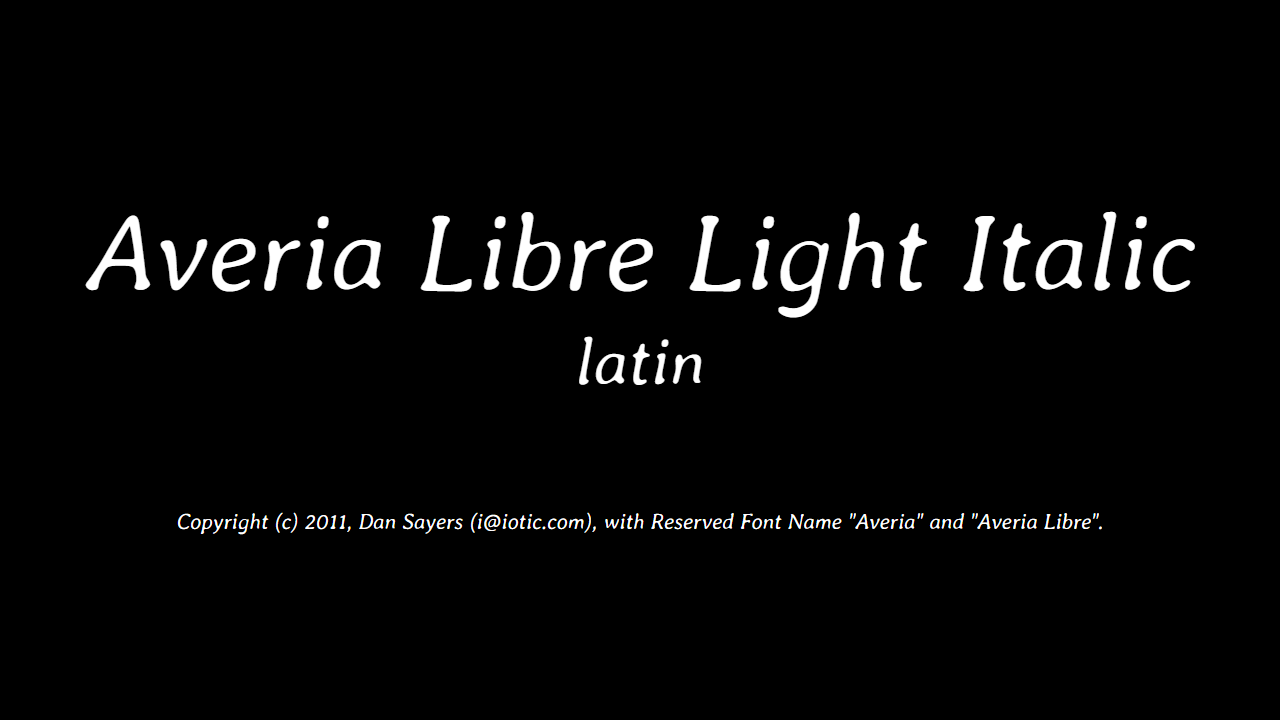 Averia Libre Light Italic
latin
Copyright (c) 2011, Dan Sayers (i@iotic.com), with Reserved Font Name "Averia" and "Averia Libre".